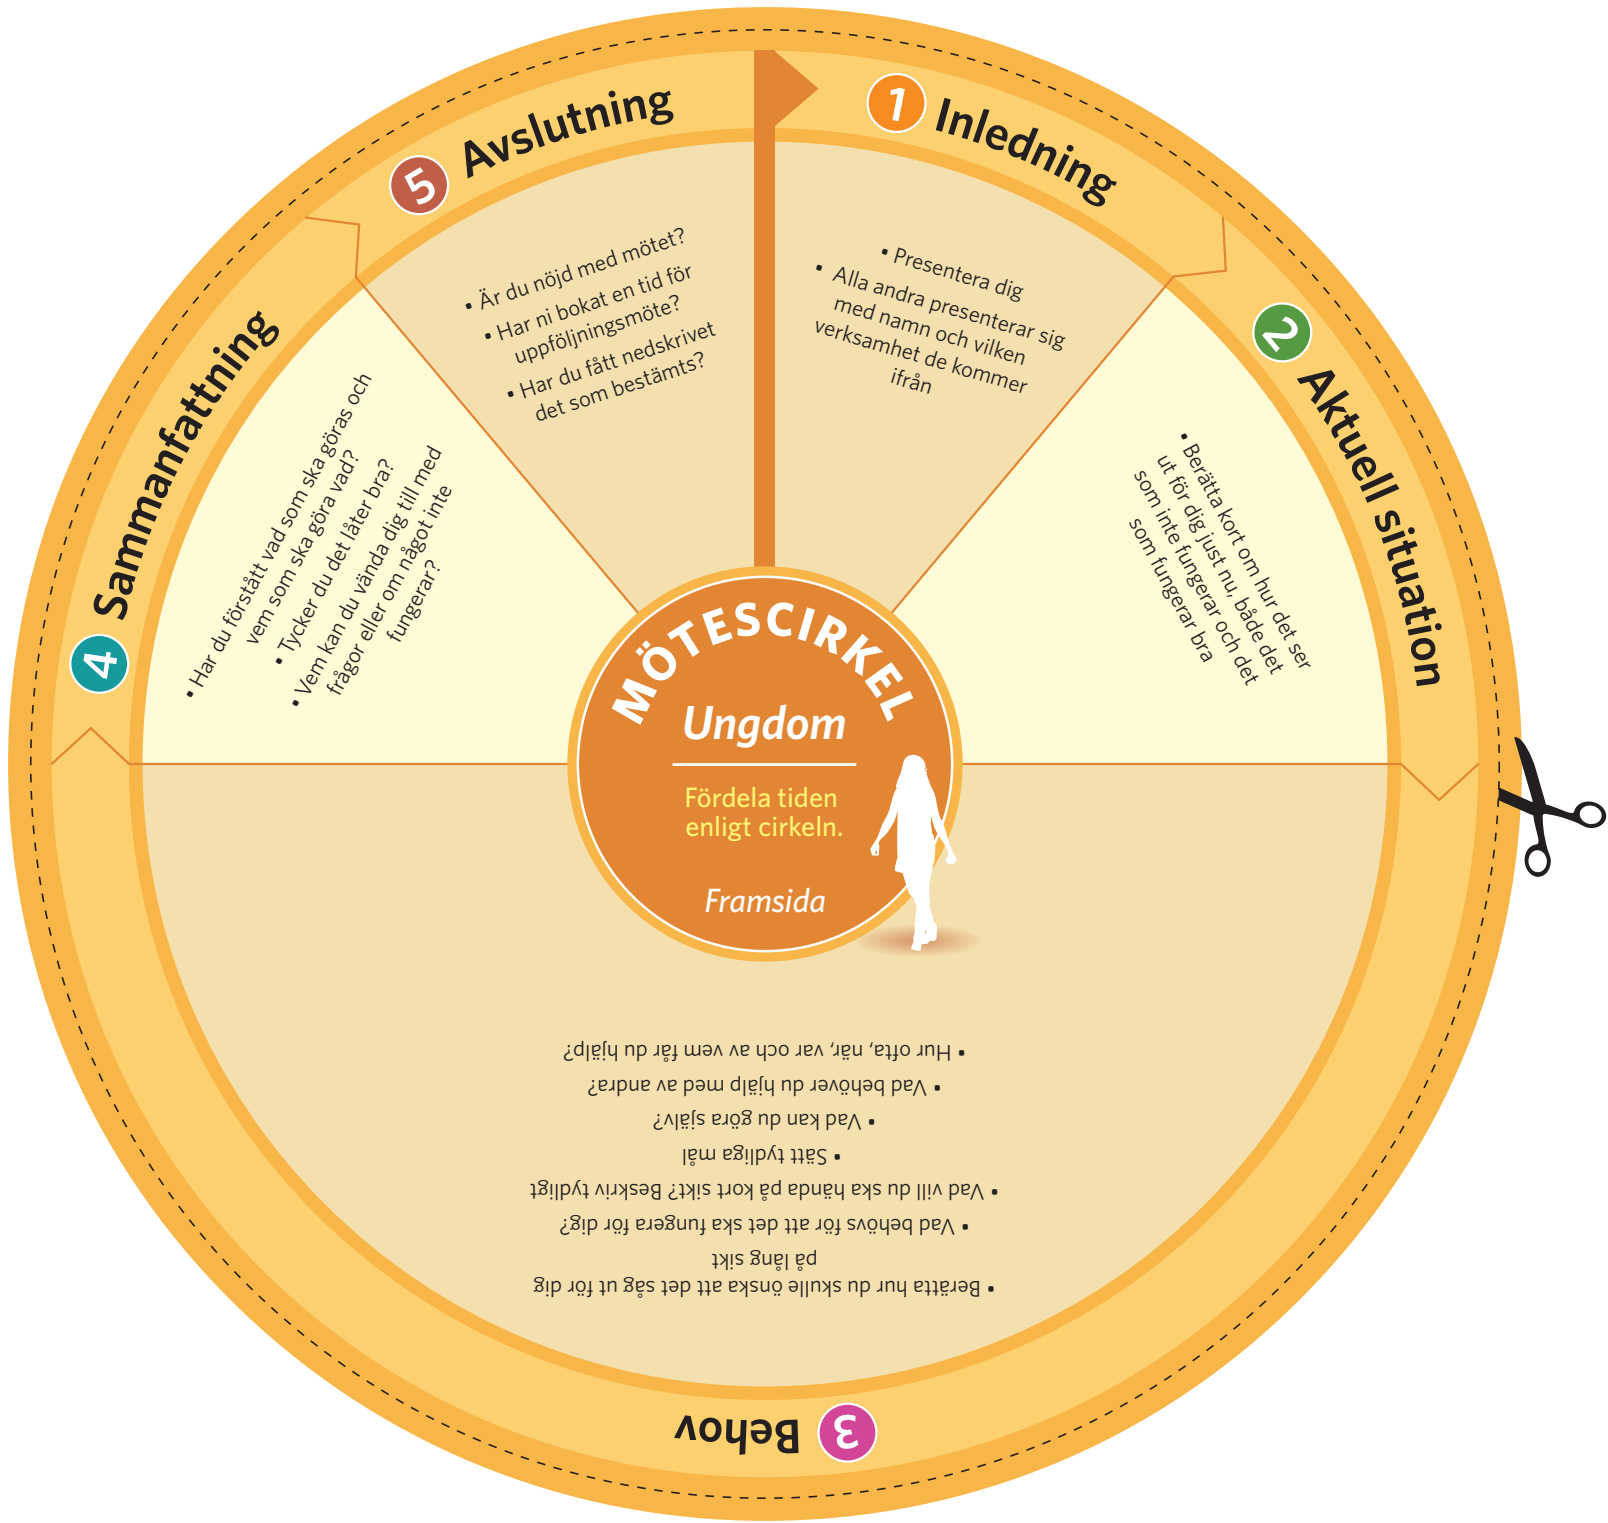 MÖTESCIRKEL
Ungdom
Fördela tiden
enligt cirkeln.
Framsida
1 Inledning
• Presentera dig
• Alla andra presenterar sig
med namn och vilken
verksamhet de kommer
ifrån
2 Aktuell situation
• Berätta kort om hur det ser
ut för dig just nu, både det
som inte fungerar och det
som fungerar bra
3 Behov
• Berätta hur du skulle önska att det såg ut för dig
på lång sikt
• Vad behövs för att det ska fungera för dig?
• Vad vill du ska hända på kort sikt? Beskriv tydligt
• Sätt tydliga mål
• Vad kan du göra själv?
• Vad behöver du hjälp med av andra?
• Hur ofta, när, var och av vem får du hjälp?
4 Sammanfattning
• Har du förstått vad som ska göras och
vem som ska göra vad?
• Tycker du det låter bra?
• Vem kan du vända dig till med
frågor eller om något inte
fungerar?
5 Avslutning
• Är du nöjd med mötet?
• Har ni bokat en tid för
uppföljningsmöte?
• Har du fått nedskrivet
det som bestämts?